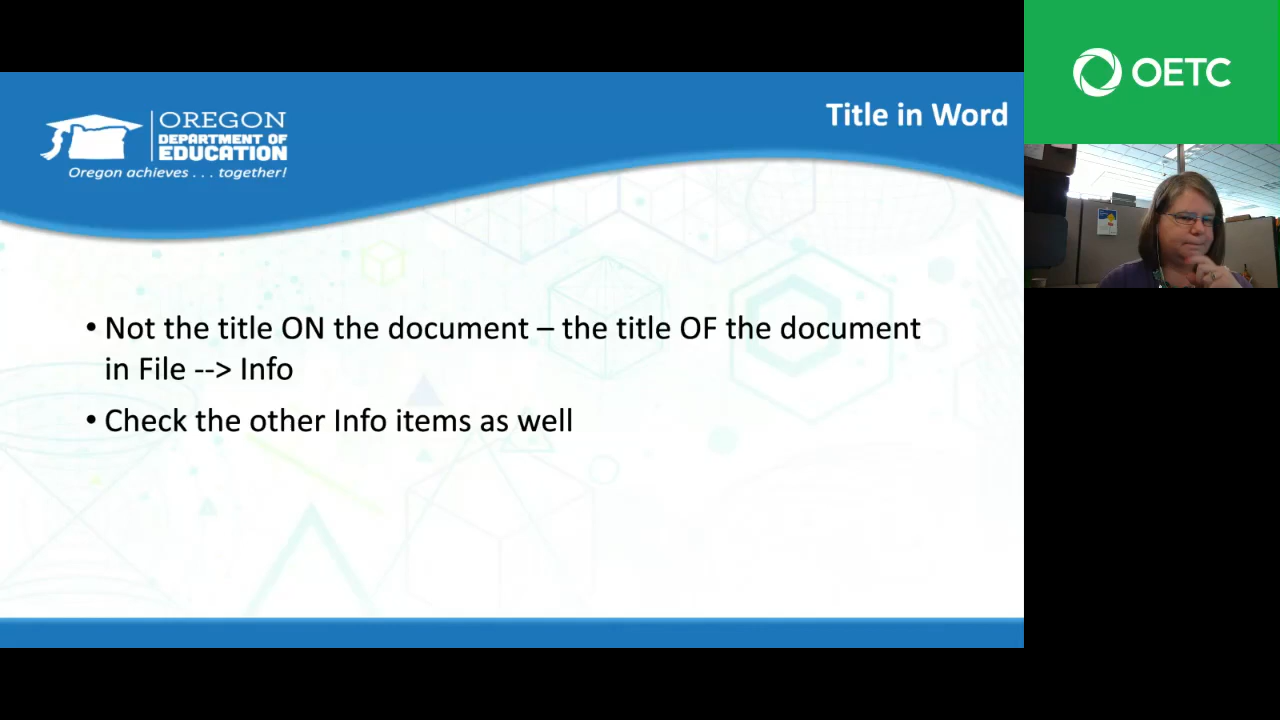 OETC
Title in Word
OREGON
DEPARTMENT OF
EDUCATION
Oregon achieves . . . together!
• Not the title ON the document – the title OF the document
in File --> Info
• Check the other Info items as well